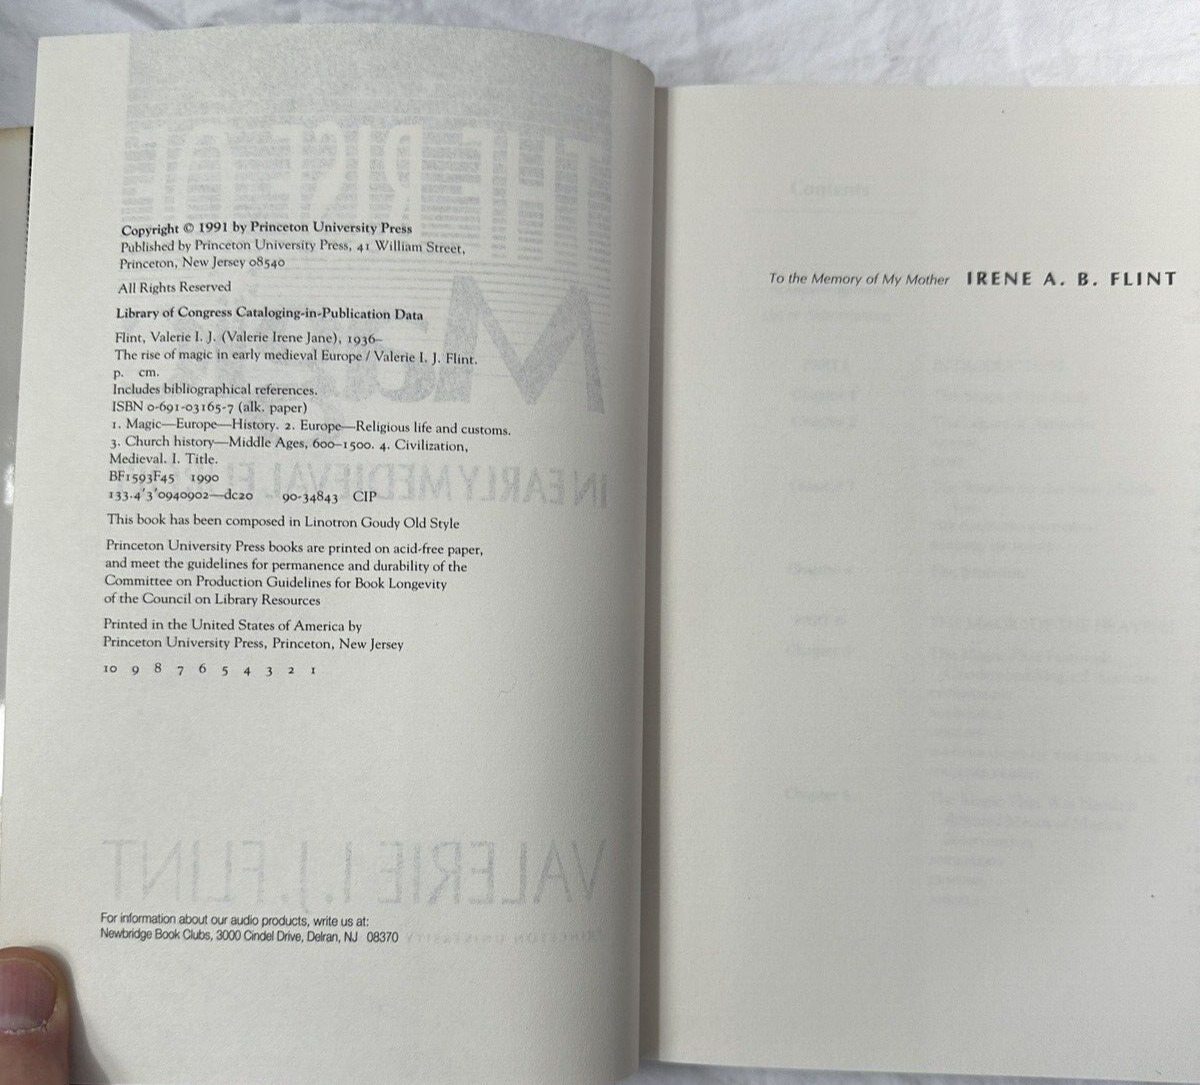 Copyright © 1991 by Princeton University Press
Published by Princeton University Press, 41 William Street,
Princeton, New Jersey 08540
All Rights Reserved
Library of Congress Cataloging-in-Publication Data
Flint, Valerie I. J. (Valerie Irene Jane), 1936–
The rise of magic in early medieval Europe / Valerie I. J. Flint.
p. cm.
Includes bibliographical references.
ISBN 0-691-03165-7 (alk. paper)
1. Magic—Europe—History. 2. Europe—Religious life and customs.
3. Church history—Middle Ages, 600–1500. 4. Civilization,
Medieval. I. Title.
BF1593F45 1990
133.4'3'0940902—dc20 90-34843 CIP
This book has been composed in Linotron Goudy Old Style
Princeton University Press books are printed on acid-free paper,
and meet the guidelines for permanence and durability of the
Committee on Production Guidelines for Book Longevity
of the Council on Library Resources
Printed in the United States of America by
Princeton University Press, Princeton, New Jersey
10 9 8 7 6 5 4 3 2 1
For information about our audio products, write us at:
Newbridge Book Clubs, 3000 Cindel Drive, Delran, NJ 08370
To the Memory of My Mother IRENE A. B. FLINT